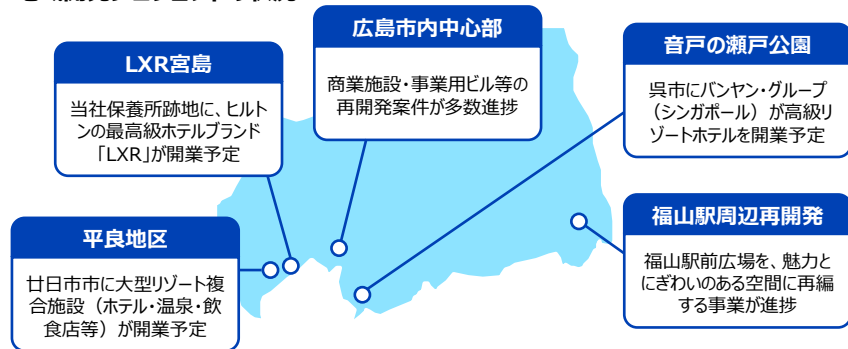 LXR宮島
当社保養所跡地に、ヒルト
ンの最高級ホテルブランド
「LXR」が開業予定
広島市内中心部
商業施設・事業用ビル等の
再開発案件が多数進捗
音戸の瀬戸公園
呉市にバンヤン・グループ
（シンガポール）が高級リ
ゾートホテルを開業予定
平良地区
廿日市市に大型リゾート複
合施設（ホテル・温泉・飲
食店等）が開業予定
福山駅周辺再開発
福山駅前広場を、魅力と
にぎわいのある空間に再編
する事業が進捗